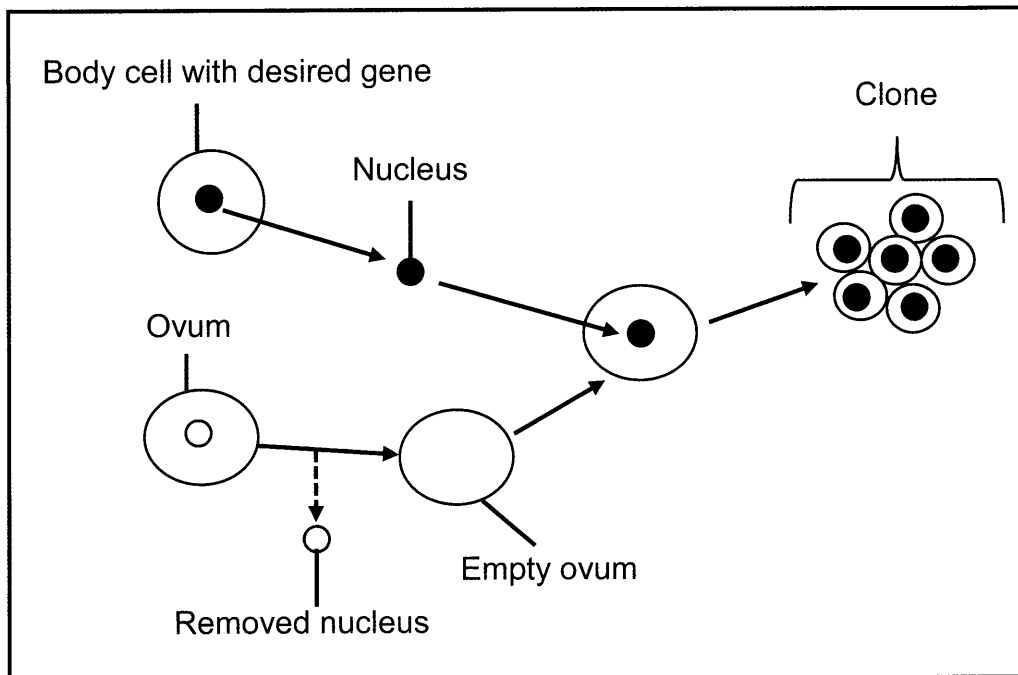 Body cell with desired gene
Clone
Nucleus
Ovum
Empty ovum
Removed nucleus